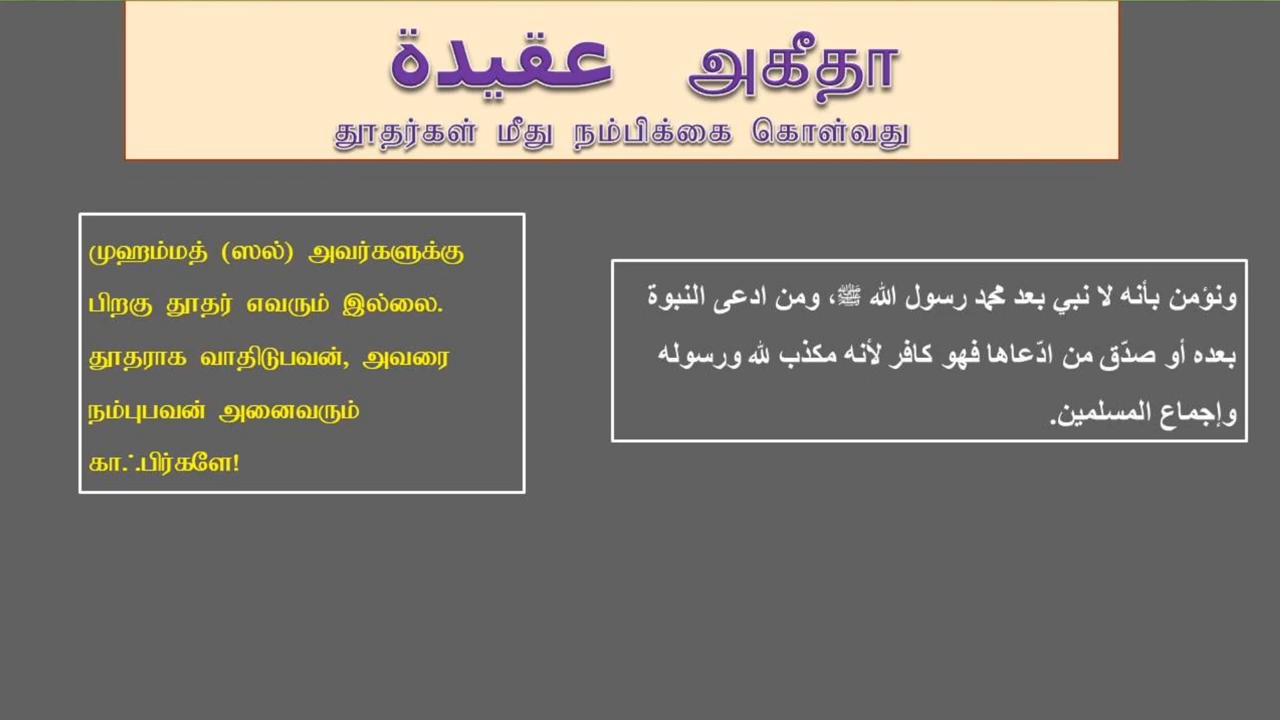 عقيدة அகீதா
தூதர்கள் மீது நம்பிக்கை கொள்வது
முஹம்மத் (ஸல்) அவர்களுக்கு
பிறகு தூதர் எவரும் இல்லை.
தூதராக வாதிடுபவன், அவரை
நம்புபவன் அனைவரும்
காஃபிர்களே!
ونؤمن بأنه لا نبي بعد محمد رسول الله ﷺ، ومن ادعى النبوة
بعده أو صدّق من ادّعاها فهو كافر لأنه مكذب لله ورسوله
وإجماع المسلمين.